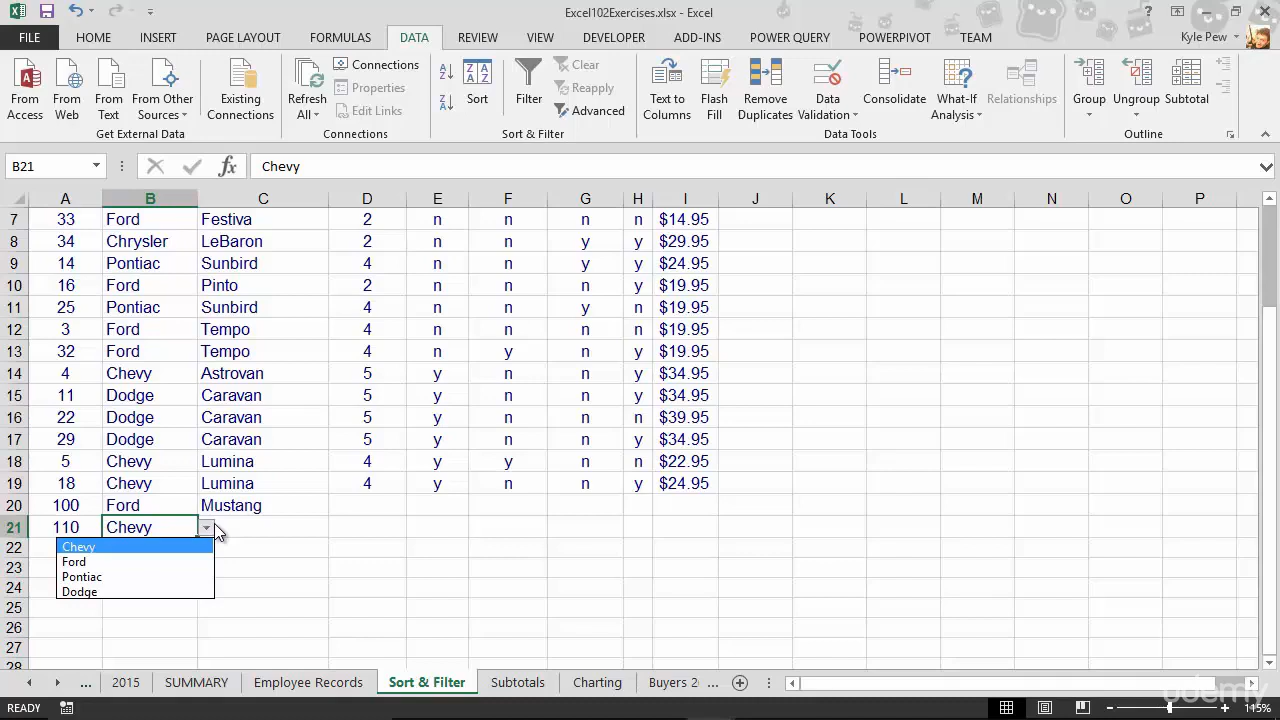 Excel102Exercises.xlsx - Excel
FILE HOME INSERT PAGE LAYOUT FORMULAS DATA REVIEW VIEW DEVELOPER ADD-INS POWER QUERY POWERPIVOT TEAM Kyle Pew
From Access From Web From Text From Other Sources Existing Connections Refresh All Connections Properties Edit Links Sort Filter Clear Reapply Advanced Text to Columns Flash Fill Remove Duplicates Data Validation Consolidate What-If Analysis Relationships Group Ungroup Subtotal
Get External Data Connections Sort & Filter Data Tools Outline
B21 fx Chevy
A B C D E F G H I J K L M N O P
7 33 Ford Festiva 2 n n n n $14.95
8 34 Chrysler LeBaron 2 n n y y $29.95
9 14 Pontiac Sunbird 4 n n y y $24.95
10 16 Ford Pinto 2 n n n y $19.95
11 25 Pontiac Sunbird 4 n n y n $19.95
12 3 Ford Tempo 4 n n n n $19.95
13 32 Ford Tempo 4 n y n y $19.95
14 4 Chevy Astrovan 5 y n n y $34.95
15 11 Dodge Caravan 5 y n n y $34.95
16 22 Dodge Caravan 5 y n n y $39.95
17 29 Dodge Caravan 5 y n n y $34.95
18 5 Chevy Lumina 4 y y n n $22.95
19 18 Chevy Lumina 4 y n n y $24.95
20 100 Ford Mustang
21 110 Chevy
22 Chevy
23 Ford
24 Pontiac
Dodge
25
26
27
28
... 2015 SUMMARY Employee Records Sort & Filter Subtotals Charting Buyers 2 ...
udemy
READY 115%